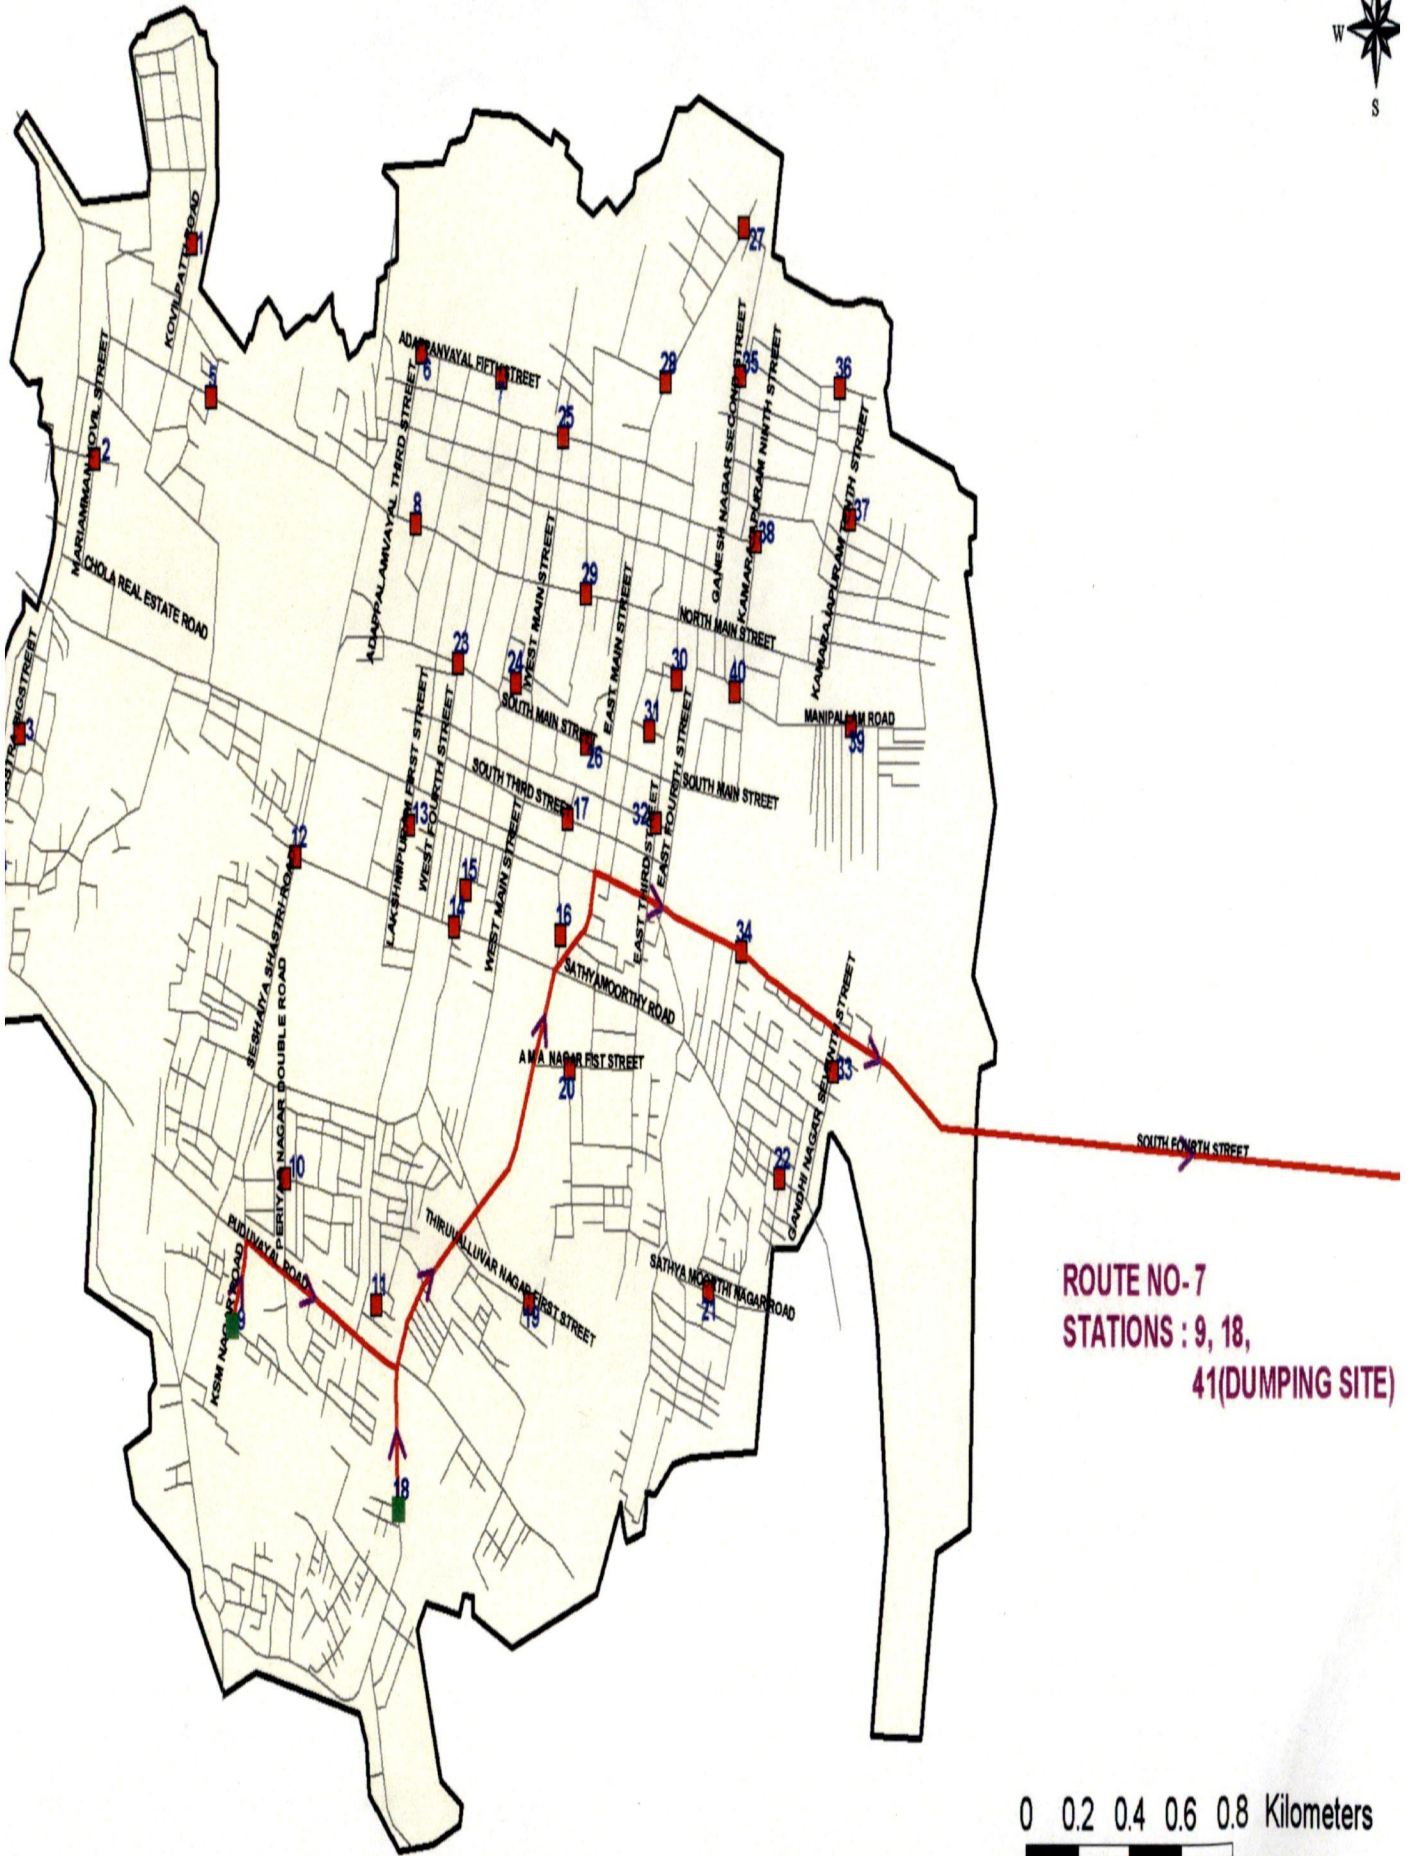 W
S
KOVILPATTI ROAD
1
27
ADAPPANVAYAL FIFTH STREET
6
7
28
35
36
5
25
MARIAMMAN KOVIL STREET
2
ADAPPALAMVAYAL THIRD STREET
8
GANESH NAGAR SECOND STREET
KAMARAJAPURAM NINTH STREET
KAMARAJAPURAM TENTH STREET
37
38
CHOLA REAL ESTATE ROAD
29
WEST MAIN STREET
EAST MAIN STREET
NORTH MAIN STREET
23
24
30
40
3
SOUTH MAIN STREET
31
MANIPALLAM ROAD
39
26
LAKSHMIPURAM FIRST STREET
WEST FOURTH STREET
SOUTH THIRD STREET
17
SOUTH MAIN STREET
32
EAST THIRD STREET
EAST FOURTH STREET
13
12
15
14
WEST MAIN STREET
16
34
SESHAIYA SHASTRI ROAD
SATHYAMOORTHY ROAD
PERIYAR NAGAR DOUBLE ROAD
A M A NAGAR FIST STREET
20
33
GANDHI NAGAR SEVENTH STREET
SOUTH FOURTH STREET
10
22
PUDUVAYAL ROAD
THIRUVALLUVAR NAGAR FIRST STREET
SATHYA MOORTHI NAGAR ROAD
KSM NAGAR ROAD
9
11
19
21
18
ROUTE NO- 7
STATIONS : 9, 18,
41(DUMPING SITE)
0 0.2 0.4 0.6 0.8 Kilometers